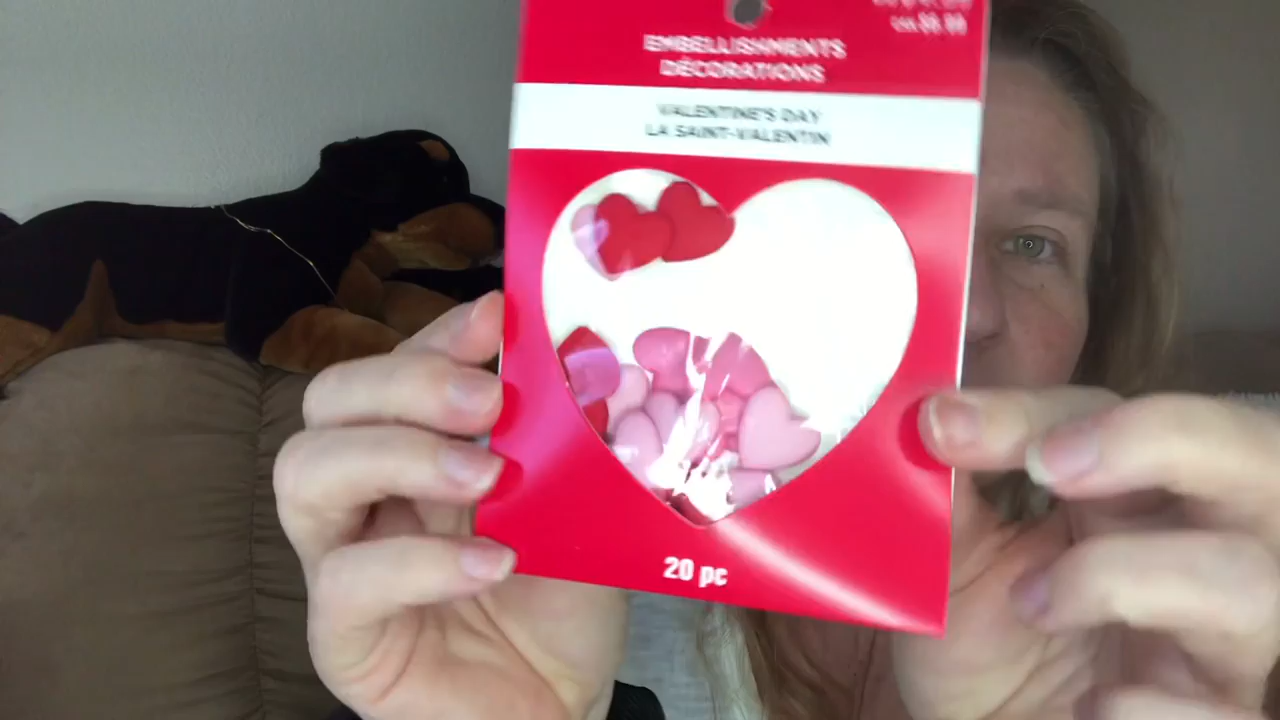 EMBELLISHMENTS
DÉCORATIONS
VALENTINE'S DAY
LA SAINT-VALENTIN
20 pc